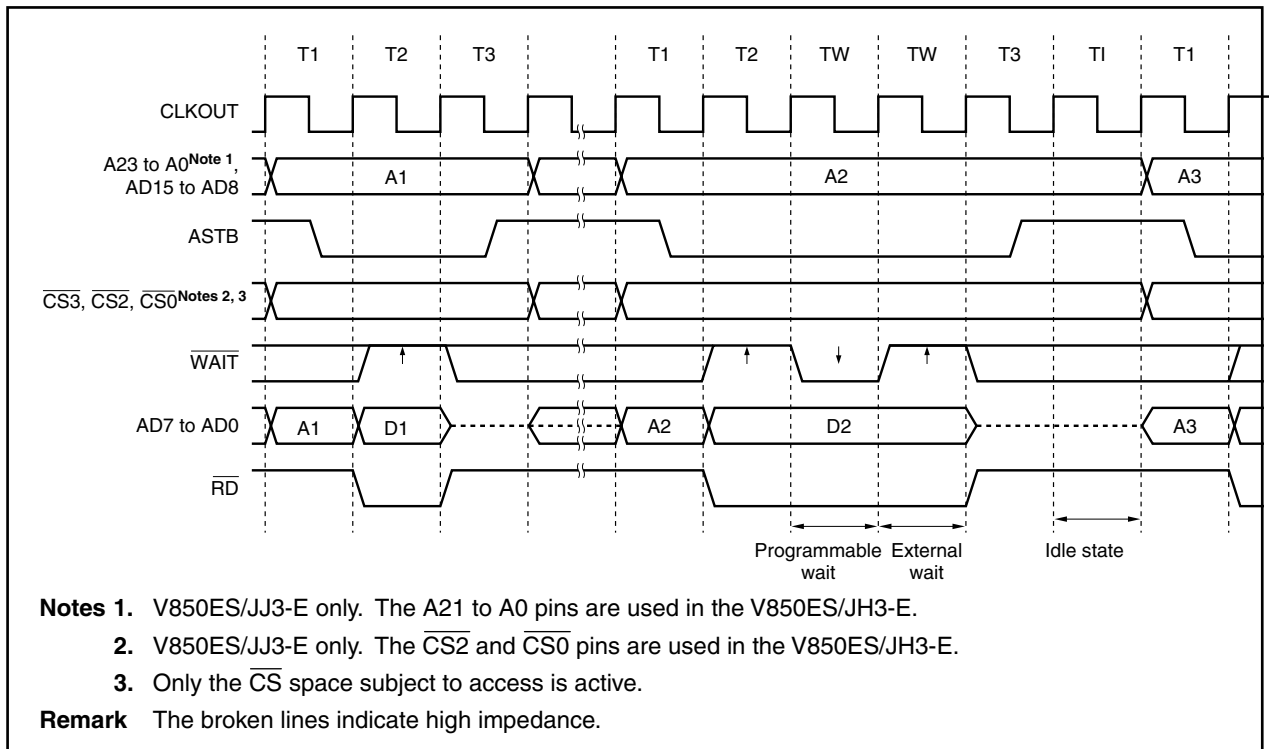 T1 T2 T3 T1 T2 TW TW T3 TI T1
CLKOUT
A23 to A0Note 1,
AD15 to AD8
A1 A2 A3
ASTB
CS3, CS2, CS0Notes 2, 3
WAIT
AD7 to AD0 A1 D1 A2 D2 A3
RD
Programmable wait
External wait
Idle state
Notes 1. V850ES/JJ3-E only. The A21 to A0 pins are used in the V850ES/JH3-E.
2. V850ES/JJ3-E only. The CS2 and CS0 pins are used in the V850ES/JH3-E.
3. Only the CS space subject to access is active.
Remark The broken lines indicate high impedance.